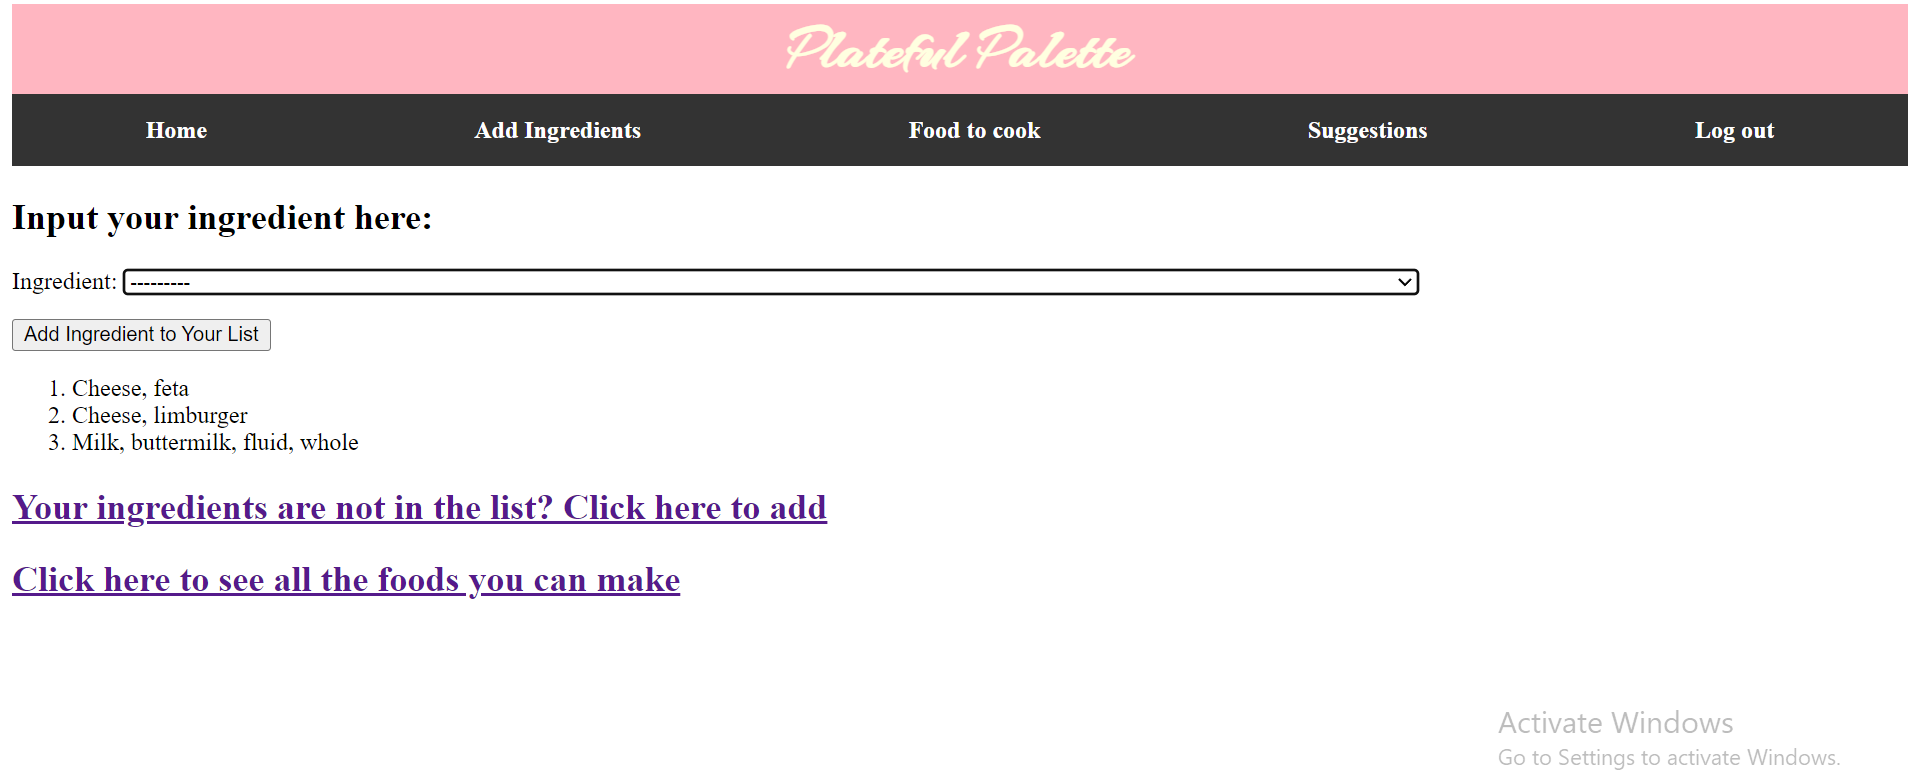 Plateful Palette
Home Add Ingredients Food to cook Suggestions Log out
Input your ingredient here:
Ingredient: ---------
Add Ingredient to Your List
1. Cheese, feta
2. Cheese, limburger
3. Milk, buttermilk, fluid, whole
Your ingredients are not in the list? Click here to add
Click here to see all the foods you can make
Activate Windows
Go to Settings to activate Windows.